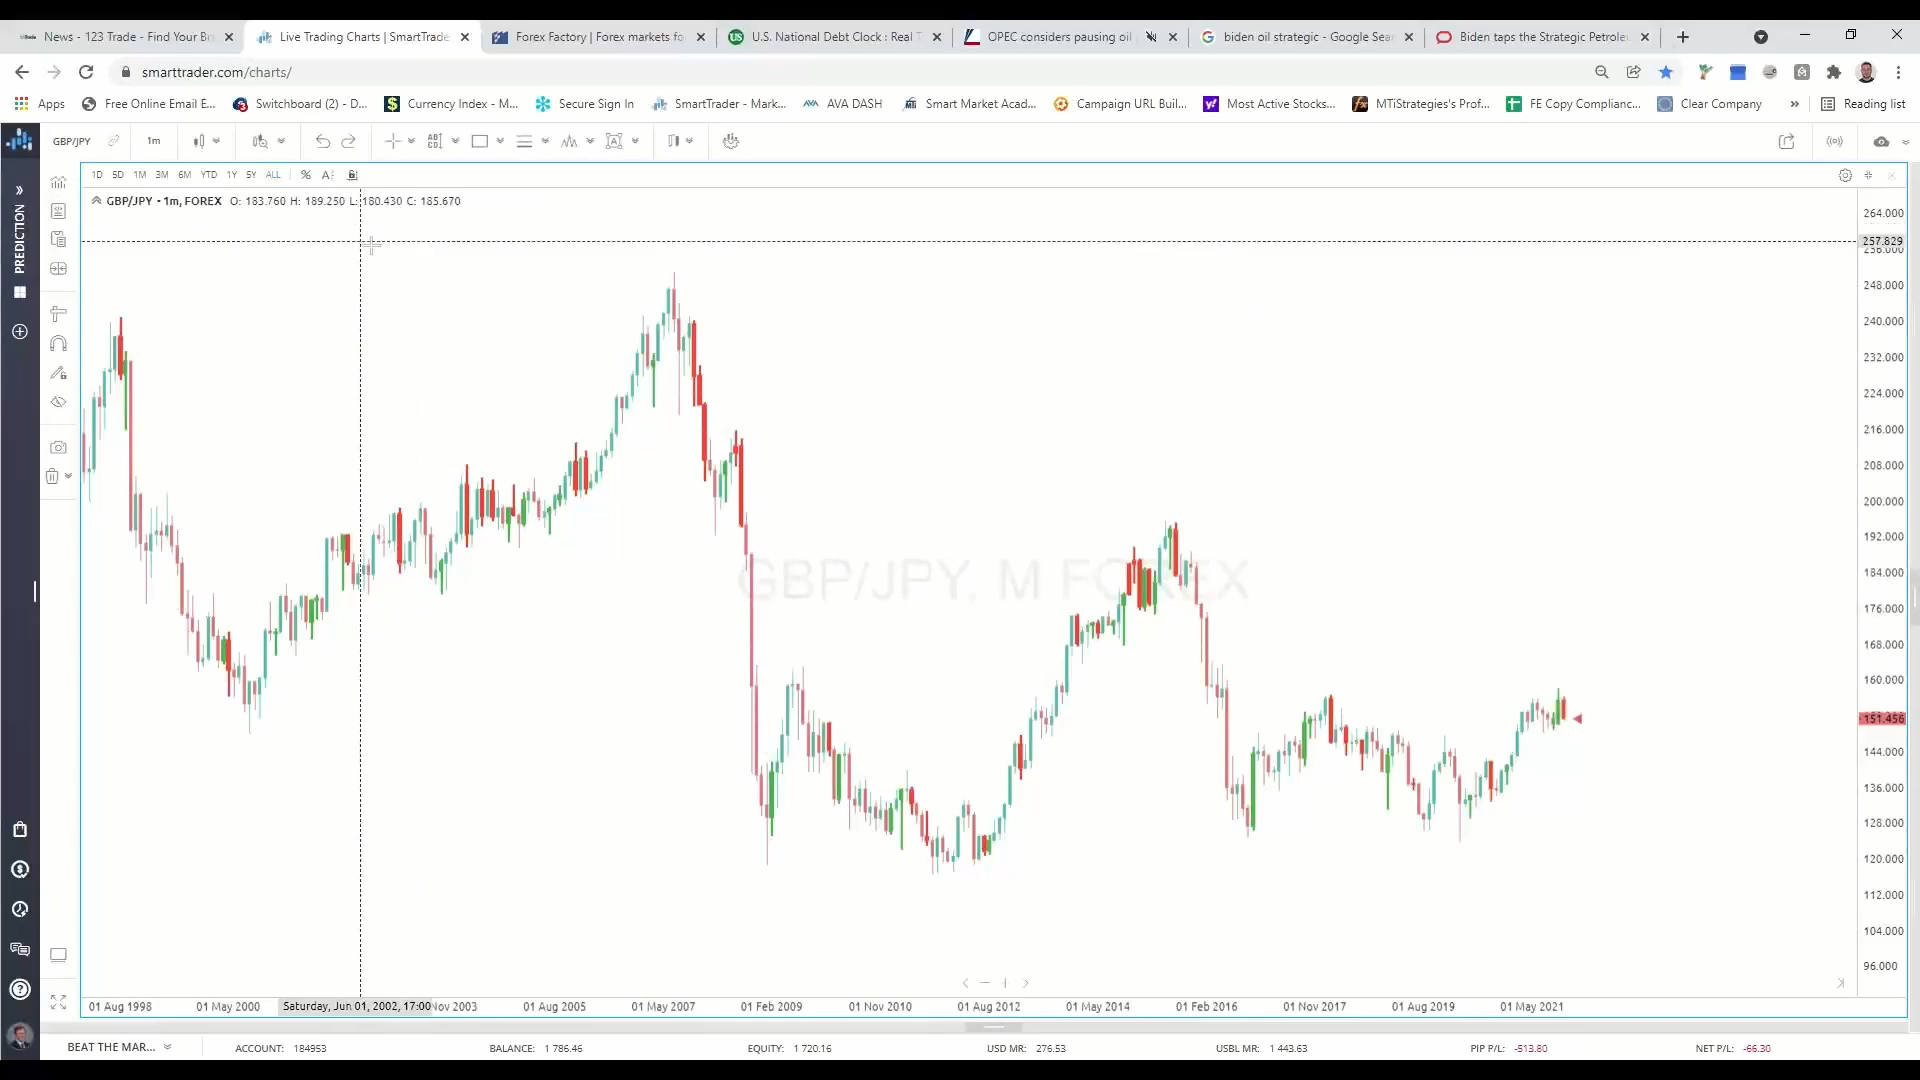 News - 123 Trade - Find Your Br
Live Trading Charts | SmartTrade
Forex Factory | Forex markets fo
U.S. National Debt Clock : Real T
OPEC considers pausing oil
biden oil strategic - Google Sear
Biden taps the Strategic Petrole
smarttrader.com/charts/
Apps
Free Online Email E...
Switchboard (2) - D...
Currency Index - M...
Secure Sign In
SmartTrader - Mark...
AVA DASH
Smart Market Acad...
Campaign URL Buil...
Most Active Stocks...
MTiStrategies's Prof...
FE Copy Complianc...
Clear Company
»
Reading list
GBP/JPY
1m
PREDICTION
1D 5D 1M 3M 6M YTD 1Y 5Y ALL % A
GBP/JPY - 1m, FOREX O: 183.760 H: 189.250 L: 180.430 C: 185.670
264.000
257.829
256.000
248.000
240.000
232.000
224.000
216.000
208.000
200.000
192.000
184.000
176.000
168.000
160.000
151.456
144.000
136.000
128.000
120.000
112.000
104.000
96.000
GBP/JPY, M FOREX
01 Aug 1998
01 May 2000
Saturday, Jun 01, 2002, 17:00
Nov 2003
01 Aug 2005
01 May 2007
01 Feb 2009
01 Nov 2010
01 Aug 2012
01 May 2014
01 Feb 2016
01 Nov 2017
01 Aug 2019
01 May 2021
BEAT THE MAR...
ACCOUNT: 184953
BALANCE: 1 786.46
EQUITY: 1 720.16
USD MR: 276.53
USBL MR: 1 443.63
PIP P/L: -513.80
NET P/L: -66.30